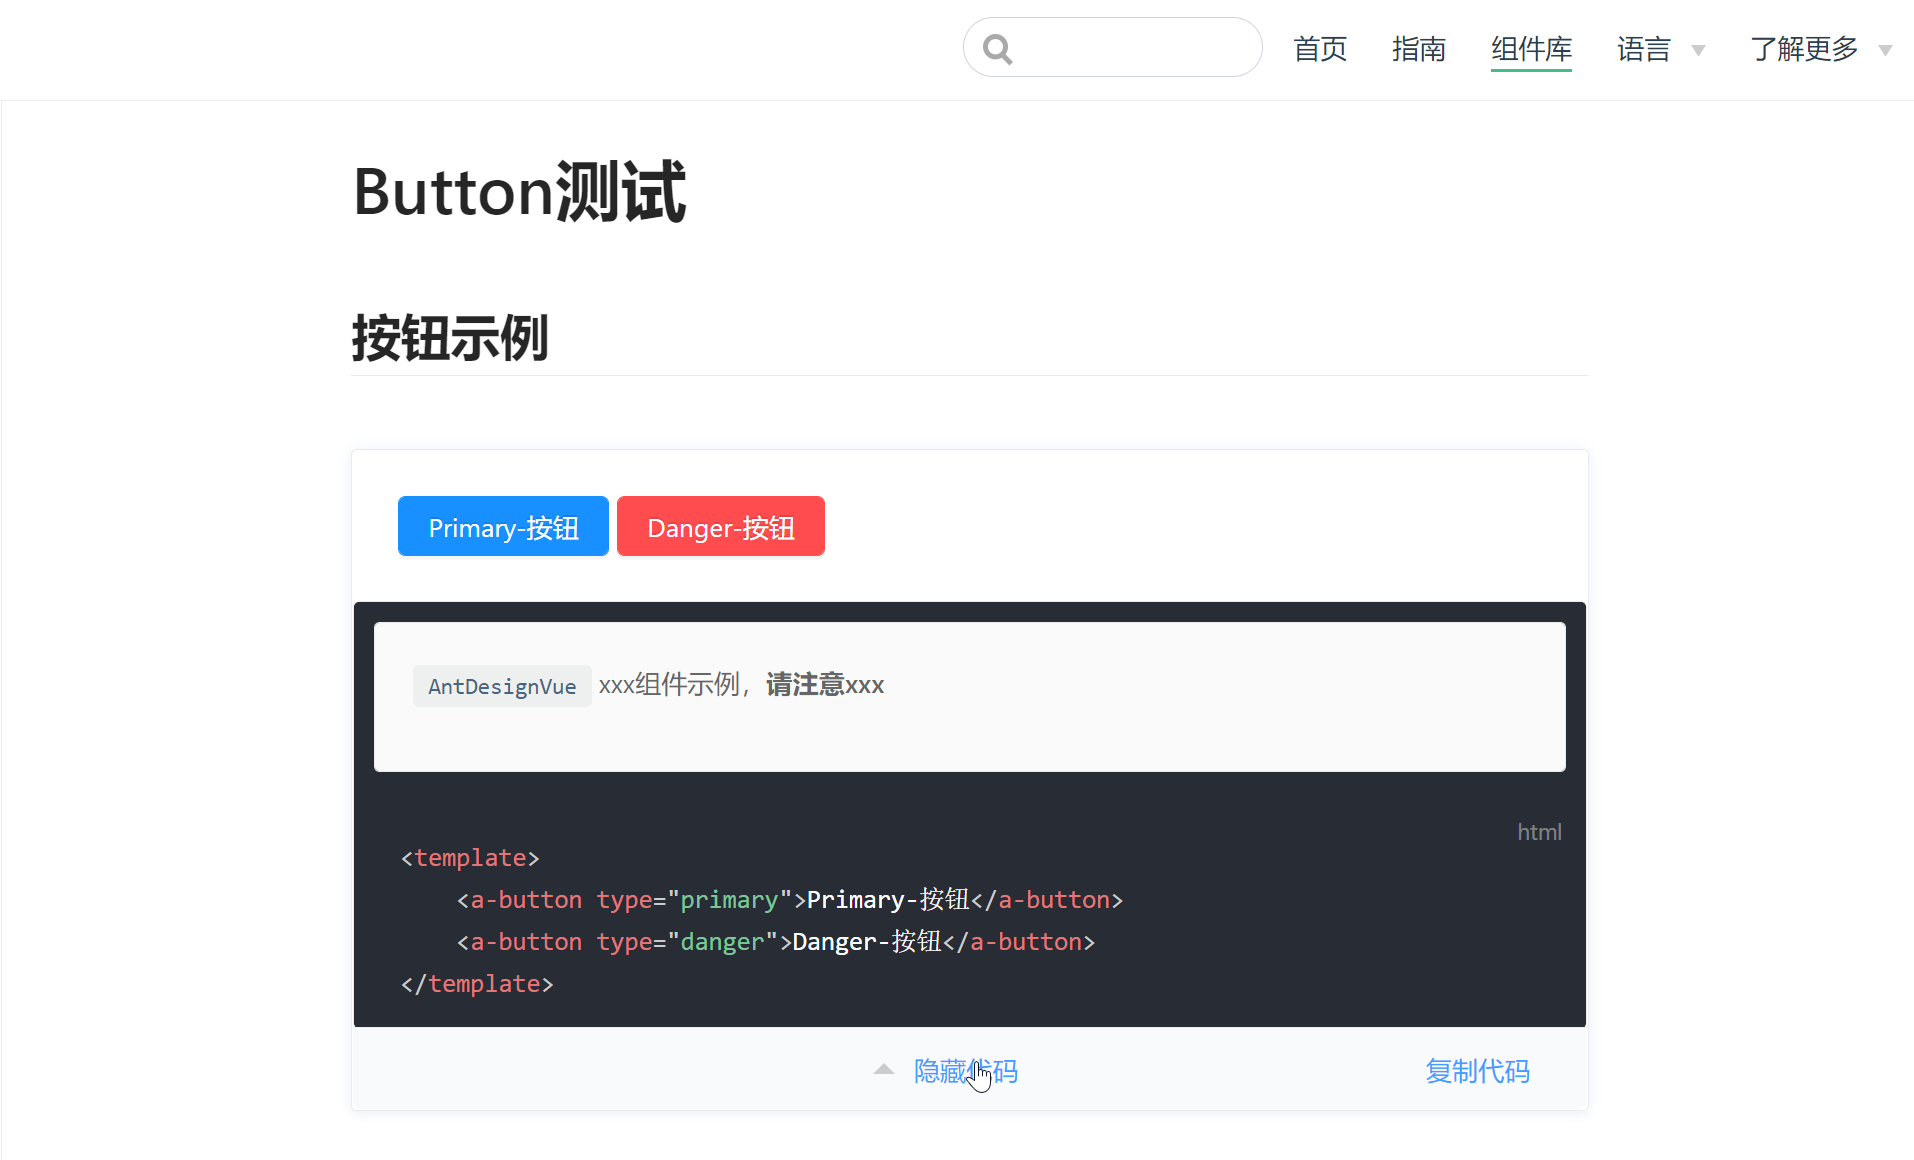 首页 指南 组件库 语言 了解更多
Button测试
按钮示例
Primary-按钮 Danger-按钮
AntDesignVue xxx组件示例，请注意xxx
html
<template>
    <a-button type="primary">Primary-按钮</a-button>
    <a-button type="danger">Danger-按钮</a-button>
</template>
隐藏代码 复制代码